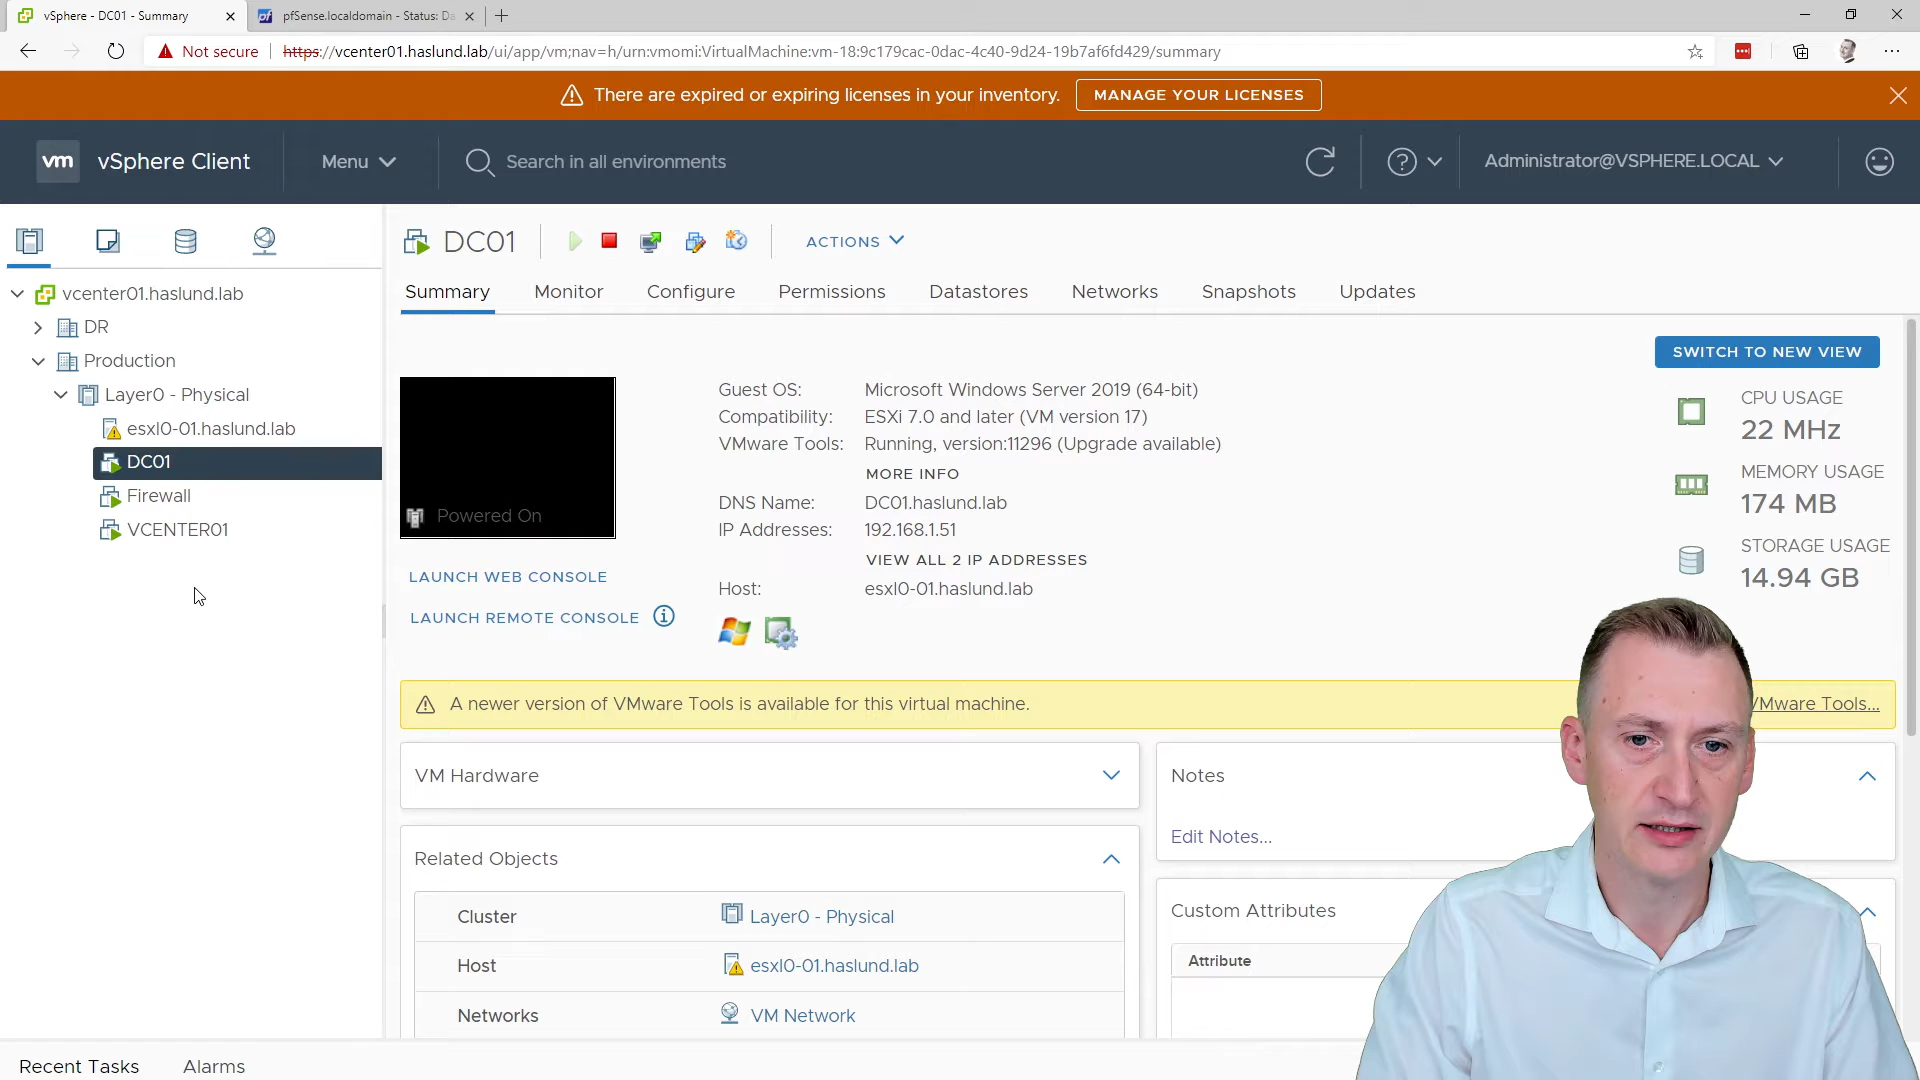 vSphere - DC01 - Summary
pfSense.localdomain - Status: Da
Not secure
https://vcenter01.haslund.lab/ui/app/vm;nav=h/urn:vmomi:VirtualMachine:vm-18:9c179cac-0dac-4c40-9d24-19b7af6fd429/summary
There are expired or expiring licenses in your inventory.
MANAGE YOUR LICENSES
vm
vSphere Client
Menu
Search in all environments
Administrator@VSPHERE.LOCAL
DC01
ACTIONS
Summary
Monitor
Configure
Permissions
Datastores
Networks
Snapshots
Updates
vcenter01.haslund.lab
DR
Production
Layer0 - Physical
esxl0-01.haslund.lab
DC01
Firewall
VCENTER01
SWITCH TO NEW VIEW
Powered On
LAUNCH WEB CONSOLE
LAUNCH REMOTE CONSOLE
Guest OS: Microsoft Windows Server 2019 (64-bit)
Compatibility: ESXi 7.0 and later (VM version 17)
VMware Tools: Running, version:11296 (Upgrade available)
MORE INFO
DNS Name: DC01.haslund.lab
IP Addresses: 192.168.1.51
VIEW ALL 2 IP ADDRESSES
Host: esxl0-01.haslund.lab
CPU USAGE
22 MHz
MEMORY USAGE
174 MB
STORAGE USAGE
14.94 GB
A newer version of VMware Tools is available for this virtual machine.
VMware Tools...
VM Hardware
Related Objects
Cluster Layer0 - Physical
Host esxl0-01.haslund.lab
Networks VM Network
Notes
Edit Notes...
Custom Attributes
Attribute
Recent Tasks
Alarms